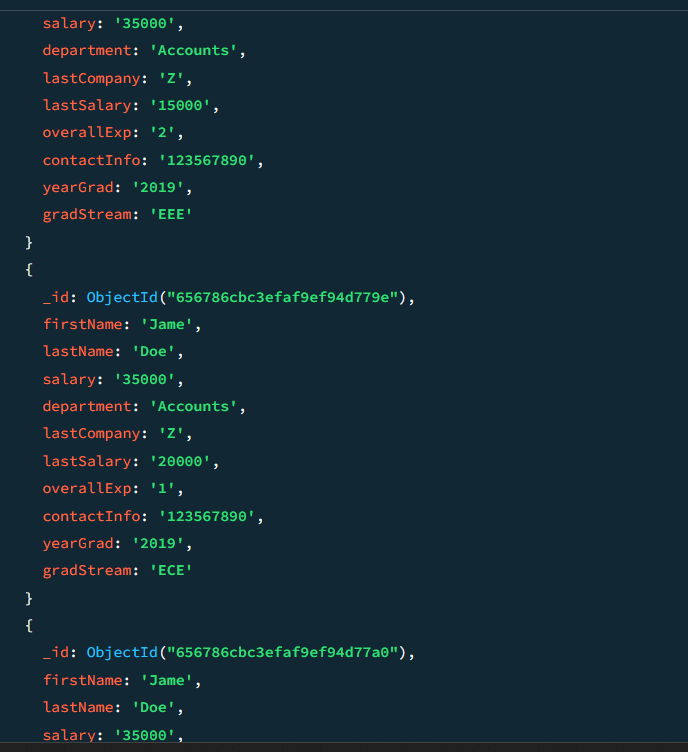 salary: '35000',
department: 'Accounts',
lastCompany: 'Z',
lastSalary: '15000',
overallExp: '2',
contactInfo: '123567890',
yearGrad: '2019',
gradStream: 'EEE'
}
{
_id: ObjectId("656786cbc3efaf9ef94d779e"),
firstName: 'Jame',
lastName: 'Doe',
salary: '35000',
department: 'Accounts',
lastCompany: 'Z',
lastSalary: '20000',
overallExp: '1',
contactInfo: '123567890',
yearGrad: '2019',
gradStream: 'ECE'
}
{
_id: ObjectId("656786cbc3efaf9ef94d77a0"),
firstName: 'Jame',
lastName: 'Doe',
salary: '35000',